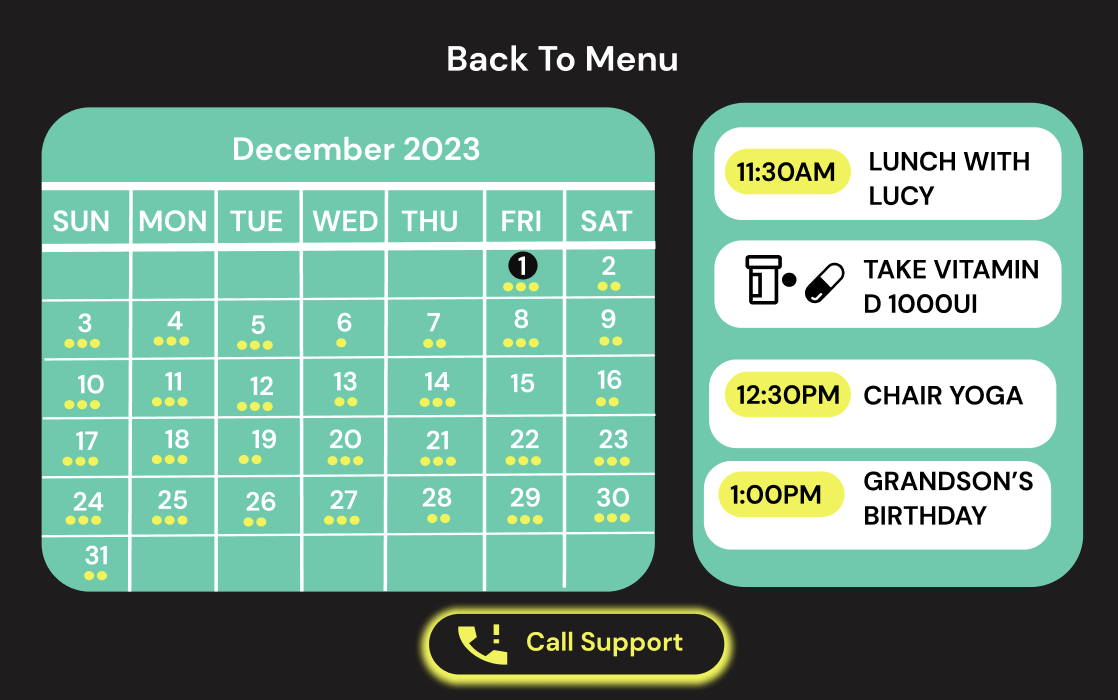 Back To Menu
December 2023
SUN MON TUE WED THU FRI SAT
1 2
3 4 5 6 7 8 9
10 11 12 13 14 15 16
17 18 19 20 21 22 23
24 25 26 27 28 29 30
31
11:30AM LUNCH WITH
LUCY
TAKE VITAMIN
D 1000UI
12:30PM CHAIR YOGA
1:00PM GRANDSON'S
BIRTHDAY
Call Support